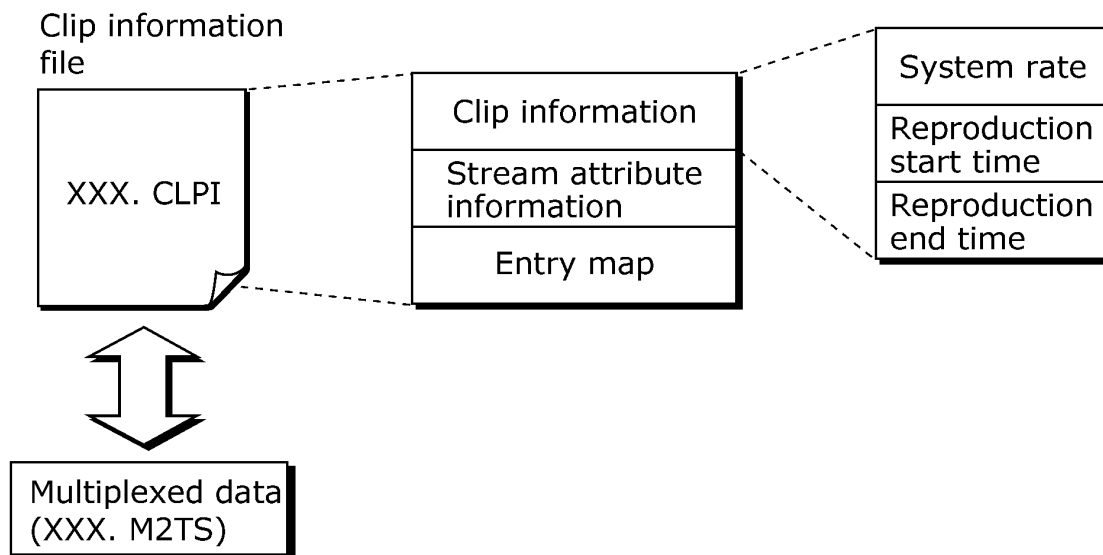 Clip information
file
XXX. CLPI
Clip information
Stream attribute
information
Entry map
System rate
Reproduction
start time
Reproduction
end time
Multiplexed data
(XXX. M2TS)